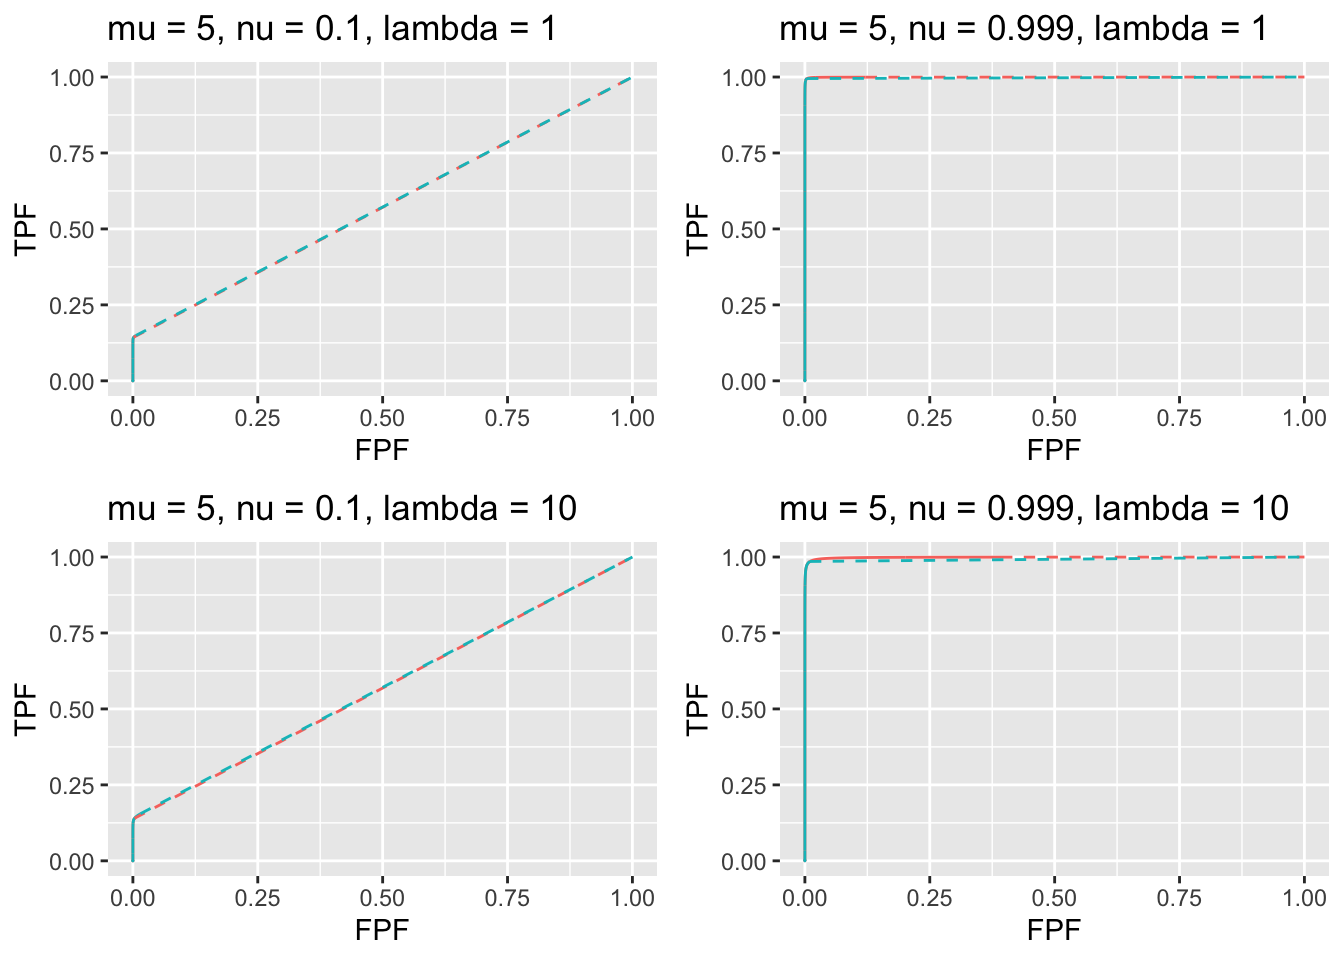 mu = 5, nu = 0.1, lambda = 1
1.00
0.75
0.50
0.25
0.00
TPF
0.00 0.25 0.50 0.75 1.00
FPF
mu = 5, nu = 0.999, lambda = 1
1.00
0.75
0.50
0.25
0.00
TPF
0.00 0.25 0.50 0.75 1.00
FPF
mu = 5, nu = 0.1, lambda = 10
1.00
0.75
0.50
0.25
0.00
TPF
0.00 0.25 0.50 0.75 1.00
FPF
mu = 5, nu = 0.999, lambda = 10
1.00
0.75
0.50
0.25
0.00
TPF
0.00 0.25 0.50 0.75 1.00
FPF